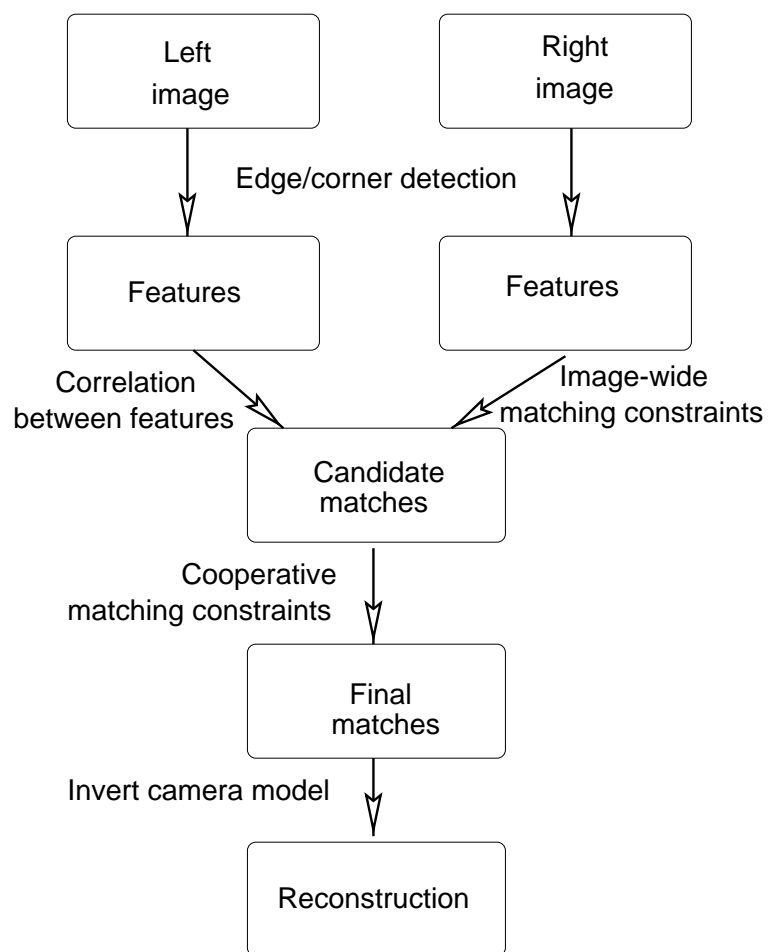 Left
image
Right
image
Edge/corner detection
Features
Features
Correlation
between features
Image-wide
matching constraints
Candidate
matches
Cooperative
matching constraints
Final
matches
Invert camera model
Reconstruction